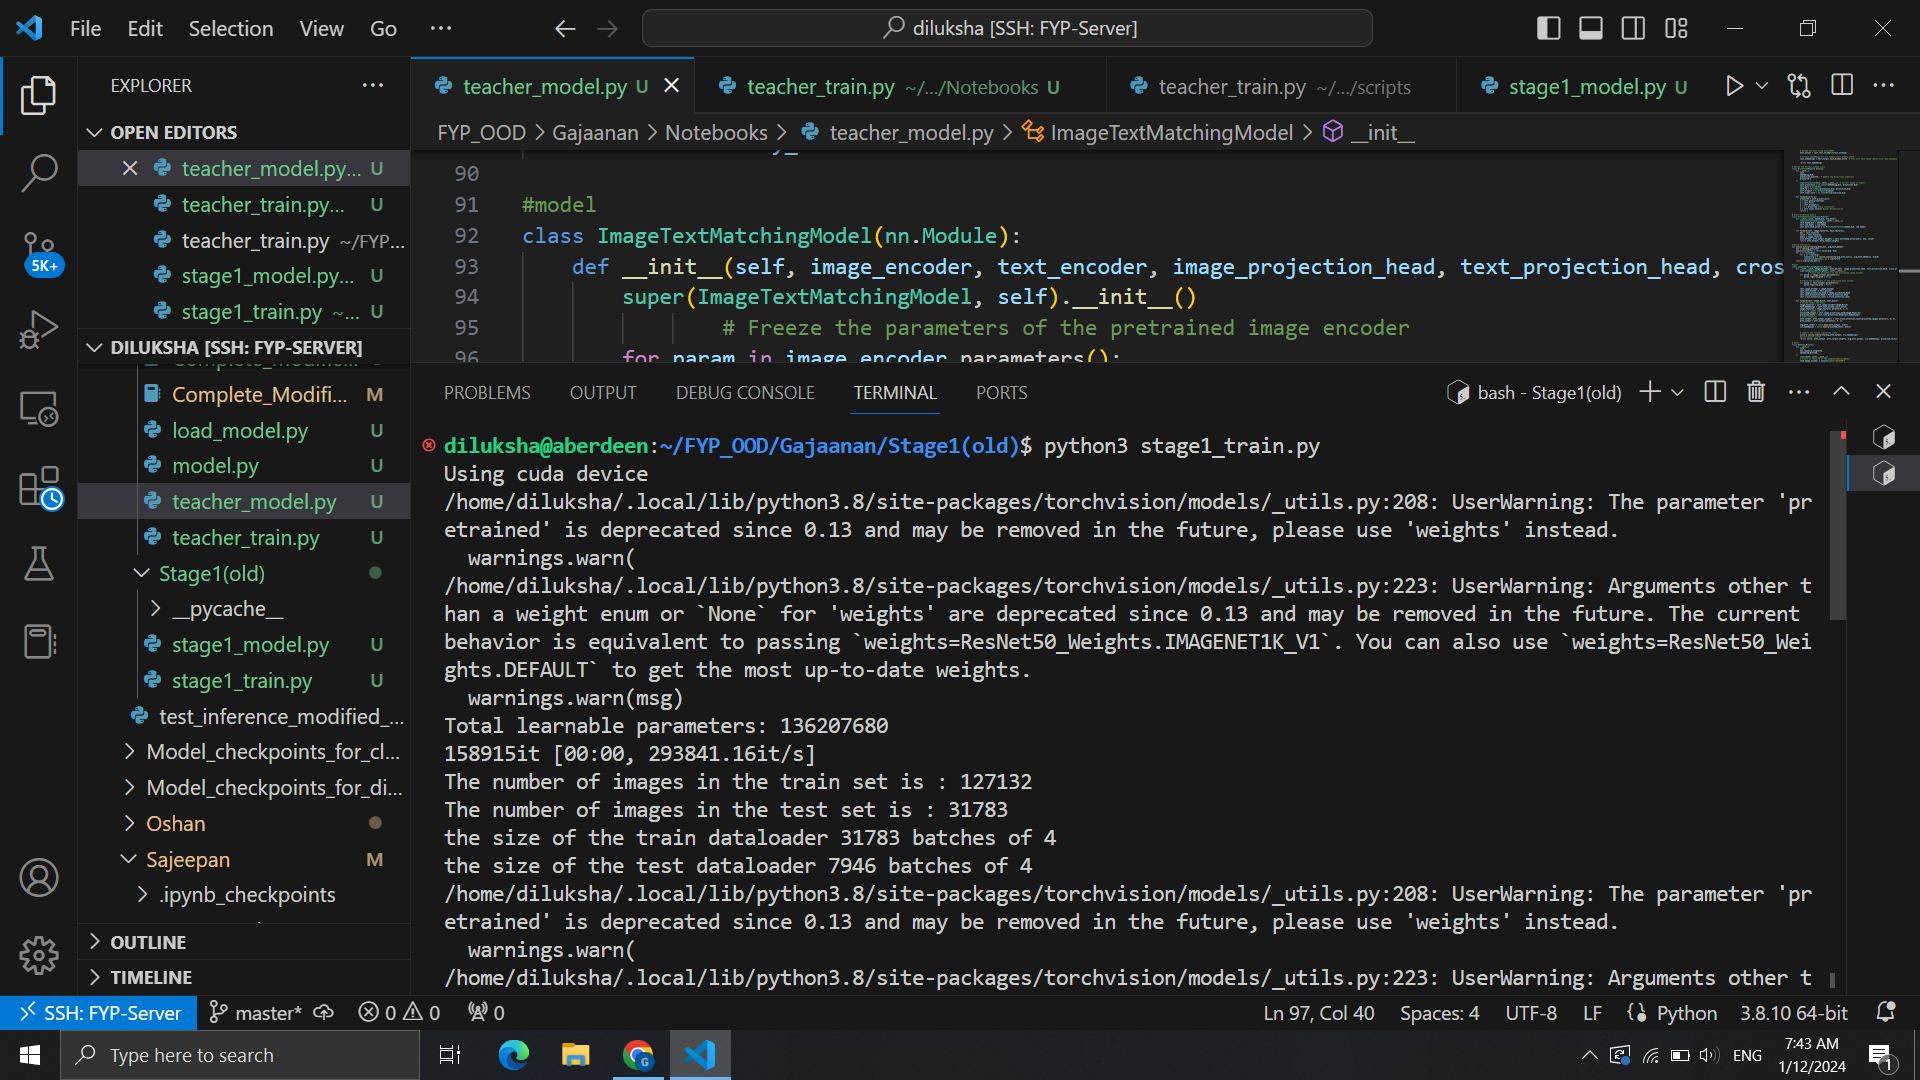 File Edit Selection View Go ··· diluksha [SSH: FYP-Server]
EXPLORER ···
OPEN EDITORS
teacher_model.py... U
teacher_train.py... U
teacher_train.py ~/FYP...
stage1_model.py... U
stage1_train.py ~... U
DILUKSHA [SSH: FYP-SERVER]
Complete_Modifi... M
load_model.py U
model.py U
teacher_model.py U
teacher_train.py U
Stage1(old)
__pycache__
stage1_model.py U
stage1_train.py U
test_inference_modified_...
Model_checkpoints_for_cl...
Model_checkpoints_for_di...
Oshan
Sajeepan M
.ipynb_checkpoints
OUTLINE
TIMELINE
5K+
teacher_model.py U teacher_train.py ~/.../Notebooks U teacher_train.py ~/.../scripts stage1_model.py U
FYP_OOD > Gajaanan > Notebooks > teacher_model.py > ImageTextMatchingModel > __init__
90
91 #model
92 class ImageTextMatchingModel(nn.Module):
93 def __init__(self, image_encoder, text_encoder, image_projection_head, text_projection_head, cros
94 super(ImageTextMatchingModel, self).__init__()
95 # Freeze the parameters of the pretrained image encoder
96 for param in image_encoder.parameters():
PROBLEMS OUTPUT DEBUG CONSOLE TERMINAL PORTS bash - Stage1(old)
diluksha@aberdeen:~/FYP_OOD/Gajaanan/Stage1(old)$ python3 stage1_train.py
Using cuda device
/home/diluksha/.local/lib/python3.8/site-packages/torchvision/models/_utils.py:208: UserWarning: The parameter 'pr
etrained' is deprecated since 0.13 and may be removed in the future, please use 'weights' instead.
warnings.warn(
/home/diluksha/.local/lib/python3.8/site-packages/torchvision/models/_utils.py:223: UserWarning: Arguments other t
han a weight enum or `None` for 'weights' are deprecated since 0.13 and may be removed in the future. The current
behavior is equivalent to passing `weights=ResNet50_Weights.IMAGENET1K_V1`. You can also use `weights=ResNet50_Wei
ghts.DEFAULT` to get the most up-to-date weights.
warnings.warn(msg)
Total learnable parameters: 136207680
158915it [00:00, 293841.16it/s]
The number of images in the train set is : 127132
The number of images in the test set is : 31783
the size of the train dataloader 31783 batches of 4
the size of the test dataloader 7946 batches of 4
/home/diluksha/.local/lib/python3.8/site-packages/torchvision/models/_utils.py:208: UserWarning: The parameter 'pr
etrained' is deprecated since 0.13 and may be removed in the future, please use 'weights' instead.
warnings.warn(
/home/diluksha/.local/lib/python3.8/site-packages/torchvision/models/_utils.py:223: UserWarning: Arguments other t
SSH: FYP-Server master* 0 0 0 Ln 97, Col 40 Spaces: 4 UTF-8 LF Python 3.8.10 64-bit
Type here to search ENG 7:43 AM
1/12/2024 1